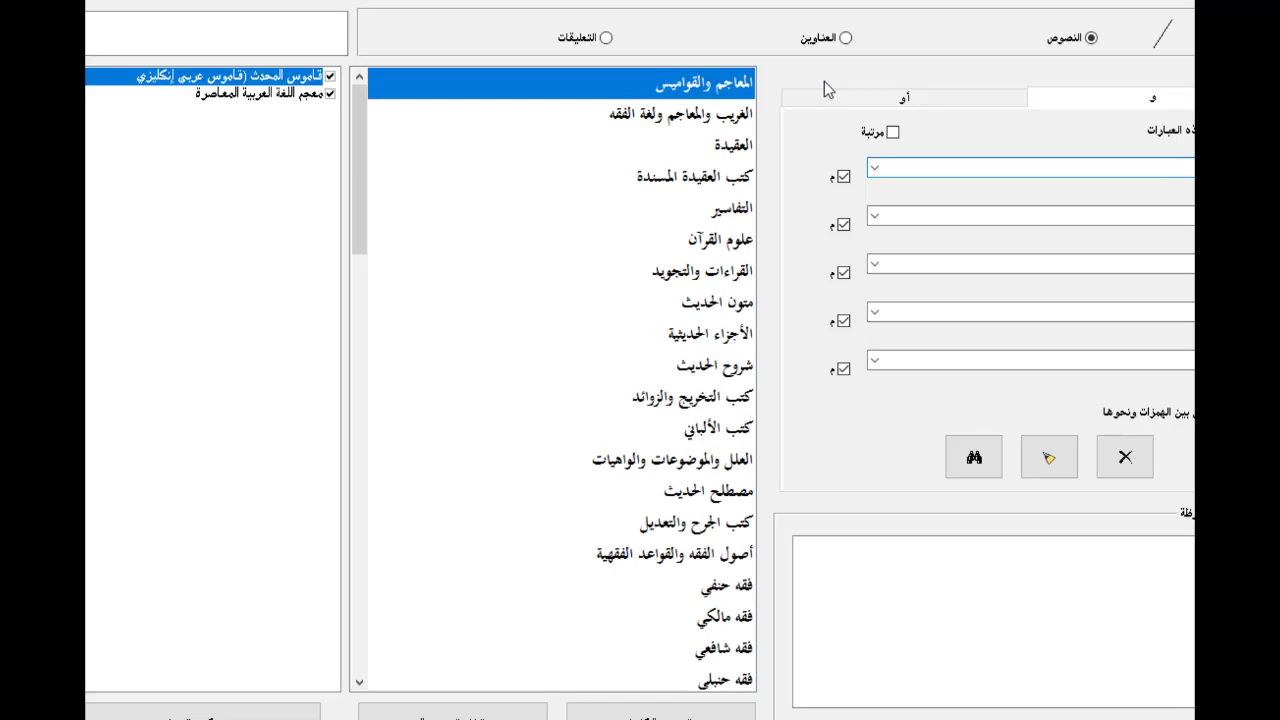 النصوص
العناوين
التعليقات
و
أو
العبارات
مرتبة
م
م
م
م
م
بين الهمزات ونحوها
المعاجم والقواميس
الغريب والمعاجم ولغة الفقه
العقيدة
كتب العقيدة المسندة
التفاسير
علوم القرآن
القراءات والتجويد
متون الحديث
الأجزاء الحديثية
شروح الحديث
كتب التخريج والزوائد
كتب الألباني
العلل والموضوعات والواهيات
مصطلح الحديث
كتب الجرح والتعديل
أصول الفقه والقواعد الفقهية
فقه حنفي
فقه مالكي
فقه شافعي
فقه حنبلي
قاموس المحدث (قاموس عربي إنكليزي
معجم اللغة العربية المعاصرة